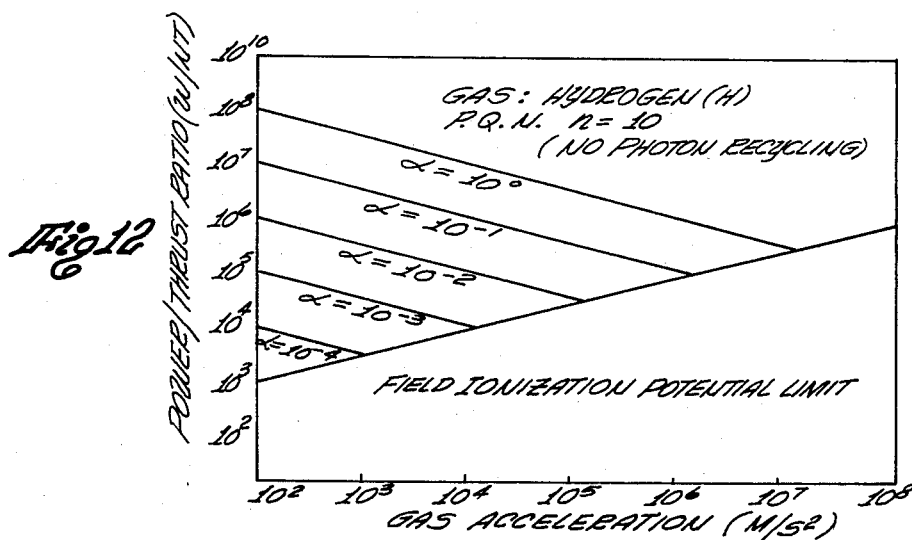 Fig 12
POWER/THRUST RATIO (W/NT)
10^10
10^8
10^7
10^6
10^5
10^4
10^3
10^2
GAS: HYDROGEN (H)
P.Q.N. n = 10
(NO PHOTON RECYCLING)
α = 10^0
α = 10^-1
α = 10^-2
α = 10^-3
α = 10^-4
FIELD IONIZATION POTENTIAL LIMIT
10^2 10^3 10^4 10^5 10^6 10^7 10^8
GAS ACCELERATION (M/S^2)